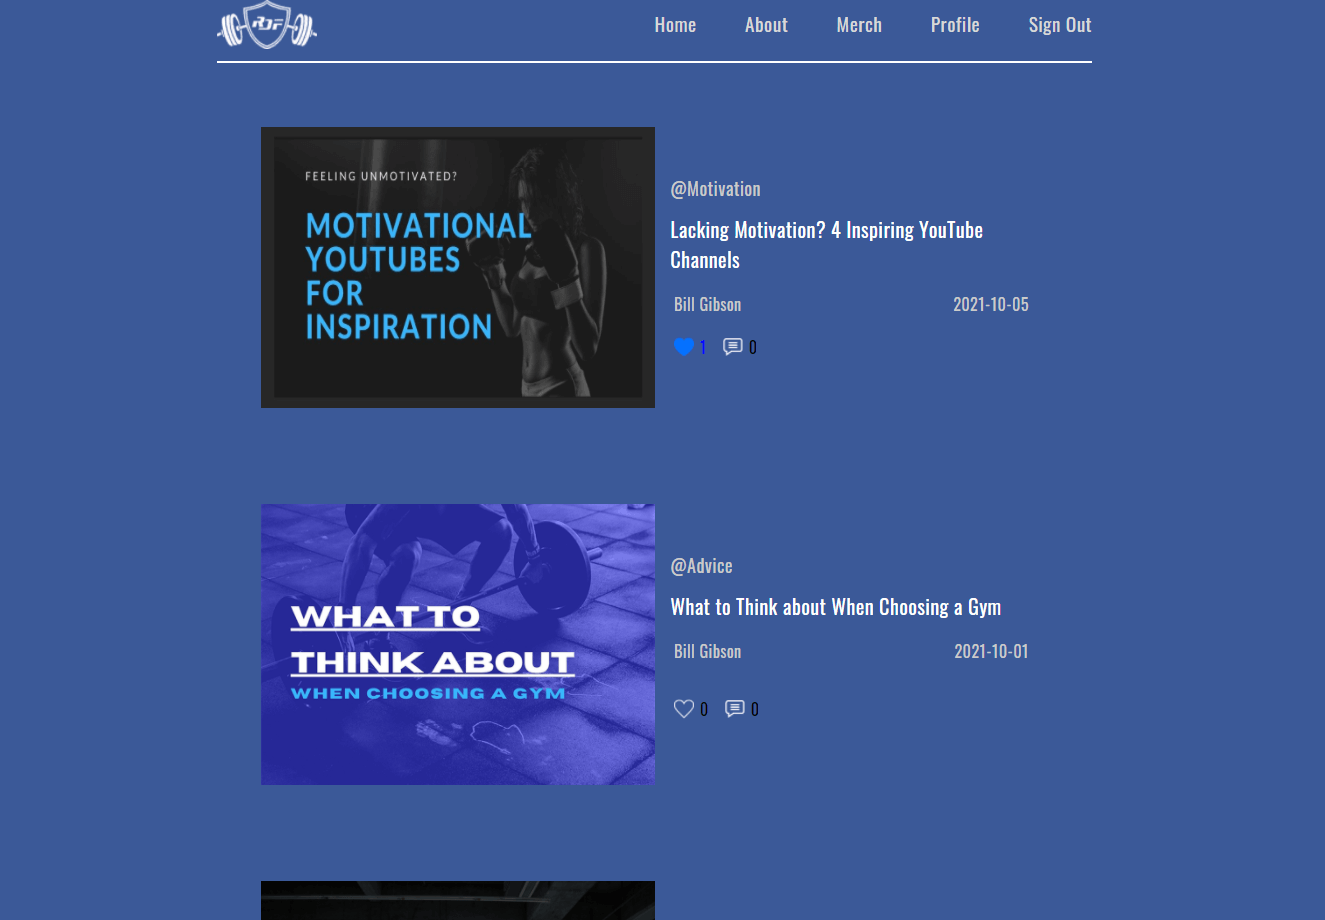 RJF
Home About Merch Profile Sign Out
FEELING UNMOTIVATED?
MOTIVATIONAL
YOUTUBES
FOR
INSPIRATION
@Motivation
Lacking Motivation? 4 Inspiring YouTube
Channels
Bill Gibson 2021-10-05
1 0
WHAT TO
THINK ABOUT
WHEN CHOOSING A GYM
@Advice
What to Think about When Choosing a Gym
Bill Gibson 2021-10-01
0 0